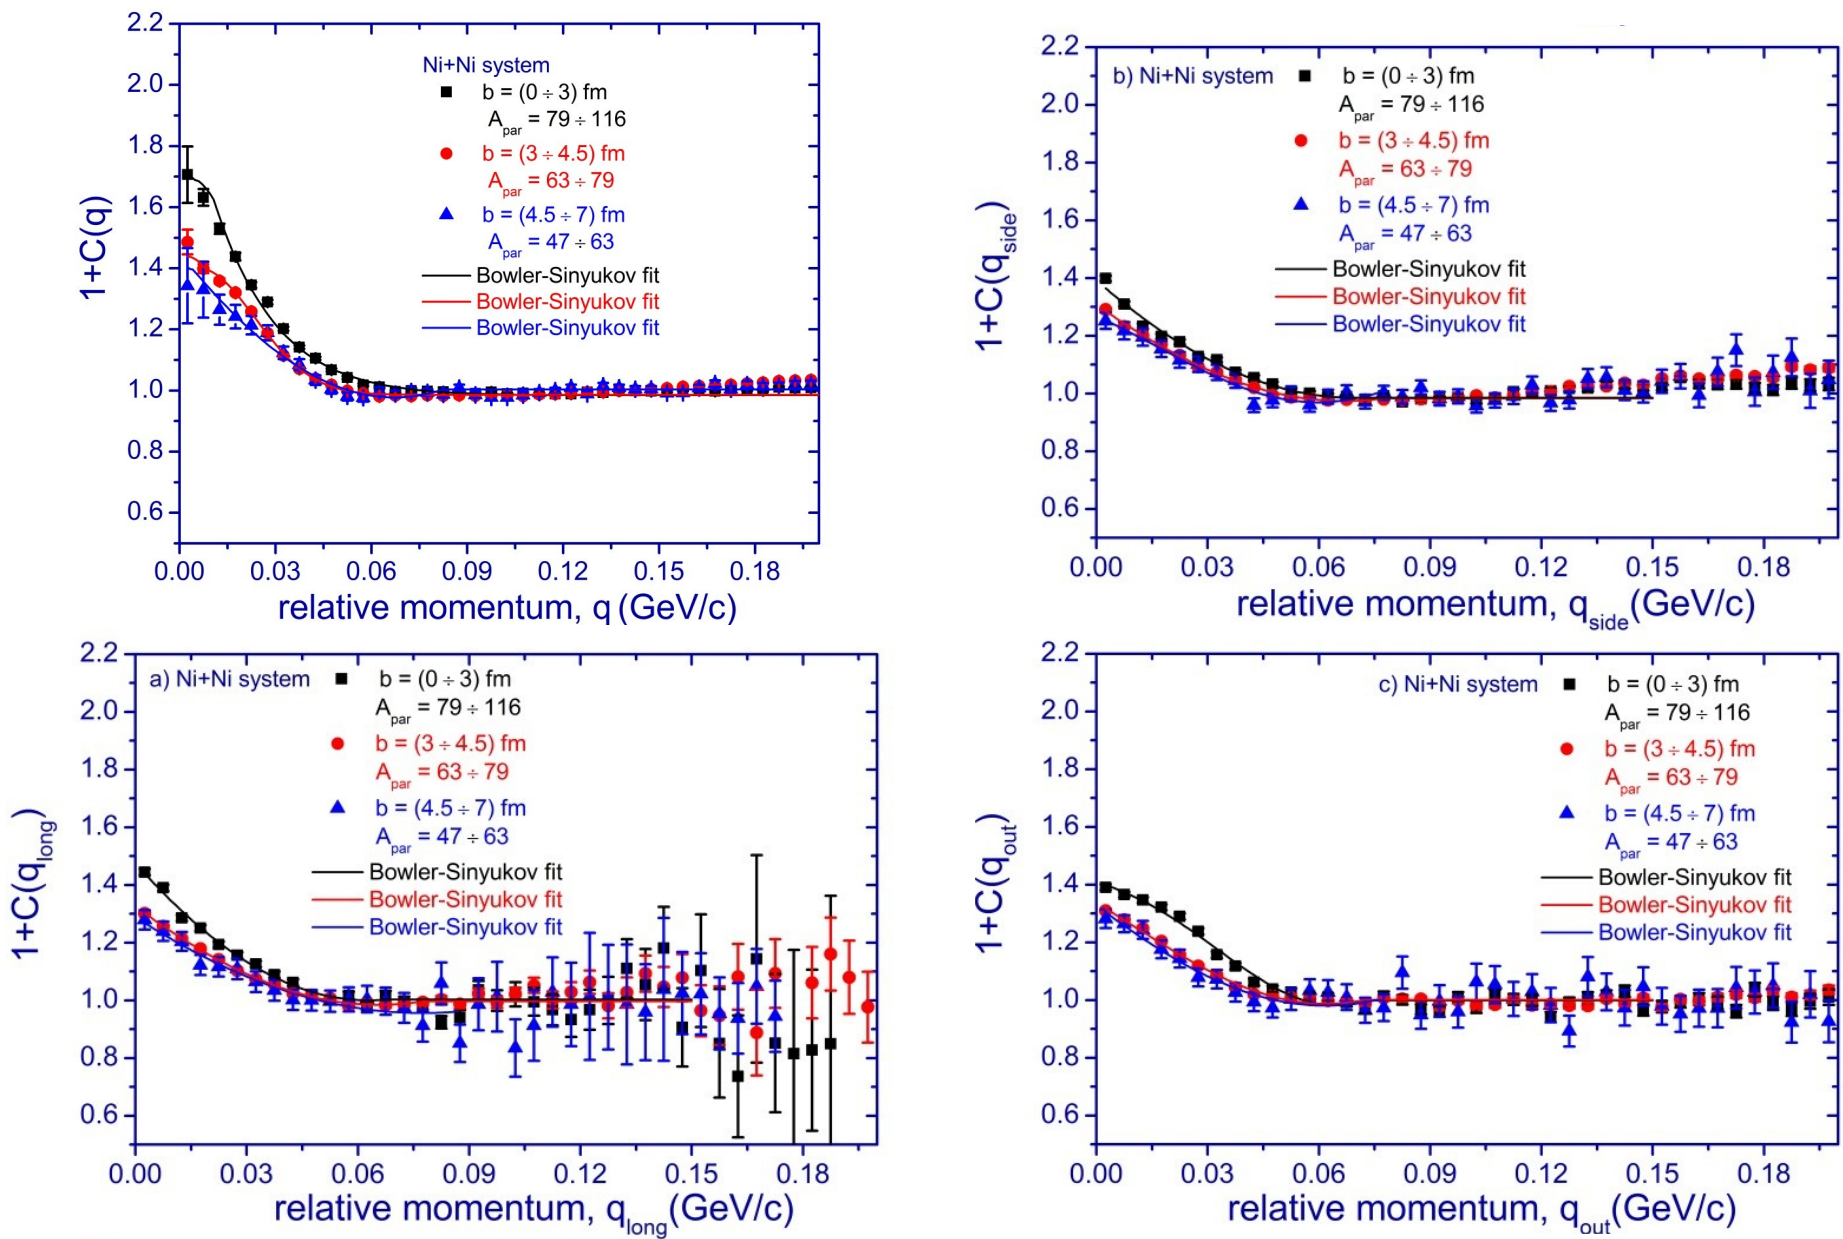 2.2
2.0
1.8
1.6
1.4
1.2
1.0
0.8
0.6
1+C(q)
Ni+Ni system
b = (0 ÷ 3) fm
A_par = 79 ÷ 116
b = (3 ÷ 4.5) fm
A_par = 63 ÷ 79
b = (4.5 ÷ 7) fm
A_par = 47 ÷ 63
Bowler-Sinyukov fit
Bowler-Sinyukov fit
Bowler-Sinyukov fit
0.00 0.03 0.06 0.09 0.12 0.15 0.18
relative momentum, q (GeV/c)
2.2
2.0
1.8
1.6
1.4
1.2
1.0
0.8
0.6
1+C(q_side)
b) Ni+Ni system
b = (0 ÷ 3) fm
A_par = 79 ÷ 116
b = (3 ÷ 4.5) fm
A_par = 63 ÷ 79
b = (4.5 ÷ 7) fm
A_par = 47 ÷ 63
Bowler-Sinyukov fit
Bowler-Sinyukov fit
Bowler-Sinyukov fit
0.00 0.03 0.06 0.09 0.12 0.15 0.18
relative momentum, q_side (GeV/c)
2.2
2.0
1.8
1.6
1.4
1.2
1.0
0.8
0.6
1+C(q_long)
a) Ni+Ni system
b = (0 ÷ 3) fm
A_par = 79 ÷ 116
b = (3 ÷ 4.5) fm
A_par = 63 ÷ 79
b = (4.5 ÷ 7) fm
A_par = 47 ÷ 63
Bowler-Sinyukov fit
Bowler-Sinyukov fit
Bowler-Sinyukov fit
0.00 0.03 0.06 0.09 0.12 0.15 0.18
relative momentum, q_long (GeV/c)
2.2
2.0
1.8
1.6
1.4
1.2
1.0
0.8
0.6
1+C(q_out)
c) Ni+Ni system
b = (0 ÷ 3) fm
A_par = 79 ÷ 116
b = (3 ÷ 4.5) fm
A_par = 63 ÷ 79
b = (4.5 ÷ 7) fm
A_par = 47 ÷ 63
Bowler-Sinyukov fit
Bowler-Sinyukov fit
Bowler-Sinyukov fit
0.00 0.03 0.06 0.09 0.12 0.15 0.18
relative momentum, q_out (GeV/c)